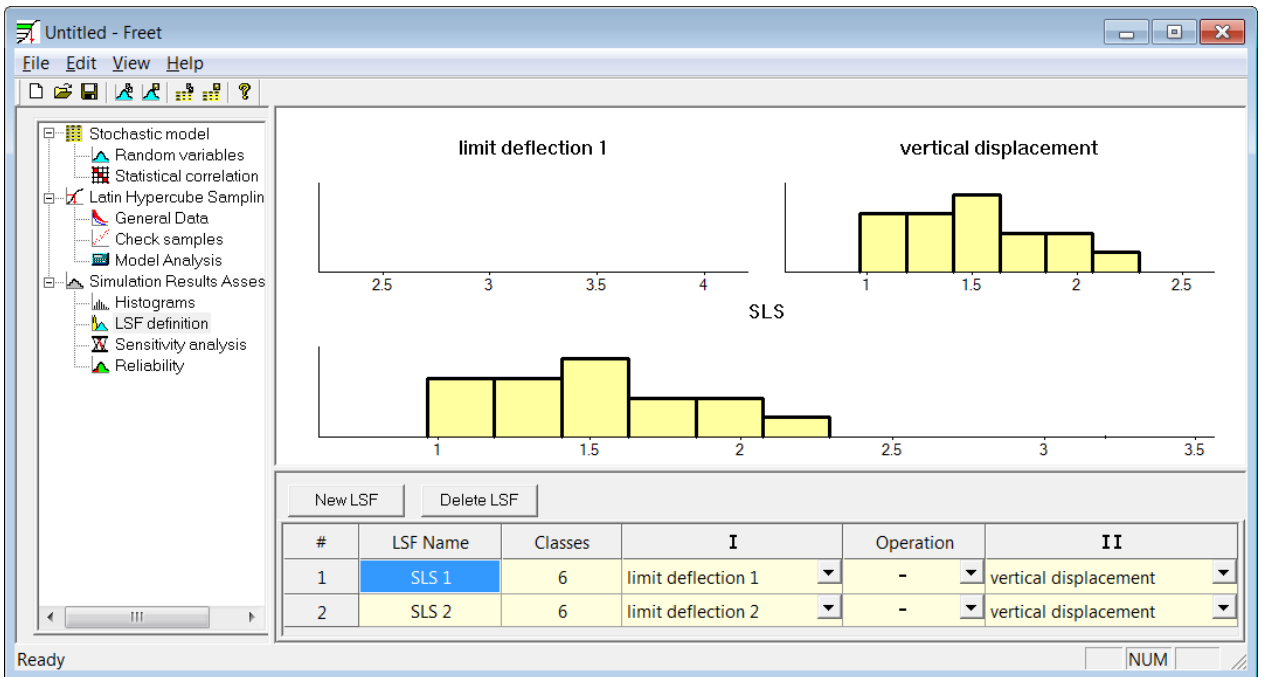 Untitled - Freet
File Edit View Help
Stochastic model
Random variables
Statistical correlation
Latin Hypercube Samplin
General Data
Check samples
Model Analysis
Simulation Results Asses
Histograms
LSF definition
Sensitivity analysis
Reliability
limit deflection 1
2.5 3 3.5 4
vertical displacement
1 1.5 2 2.5
SLS
1 1.5 2 2.5 3 3.5
New LSF Delete LSF
# LSF Name Classes I Operation II
1 SLS 1 6 limit deflection 1 - vertical displacement
2 SLS 2 6 limit deflection 2 - vertical displacement
Ready NUM